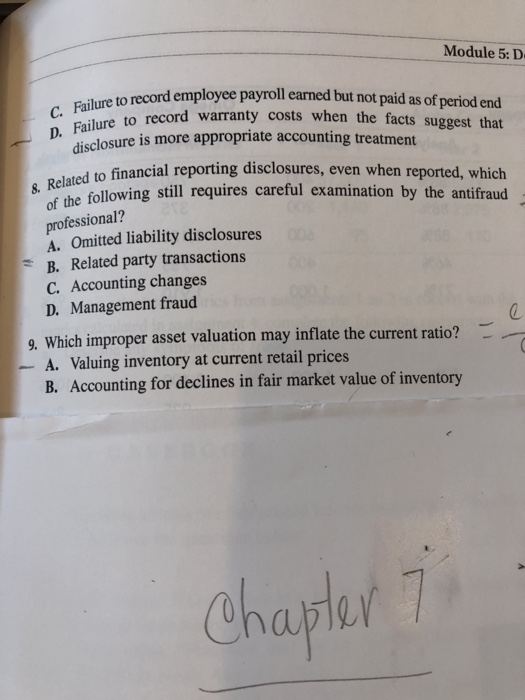 Module 5: D
C. Failure to record employee payroll earned but not paid as of period end
D. Failure to record warranty costs when the facts suggest that
disclosure is more appropriate accounting treatment
8. Related to financial reporting disclosures, even when reported, which
of the following still requires careful examination by the antifraud
professional?
A. Omitted liability disclosures
B. Related party transactions
C. Accounting changes
D. Management fraud
9. Which improper asset valuation may inflate the current ratio?
A. Valuing inventory at current retail prices
B. Accounting for declines in fair market value of inventory
Chapter 7